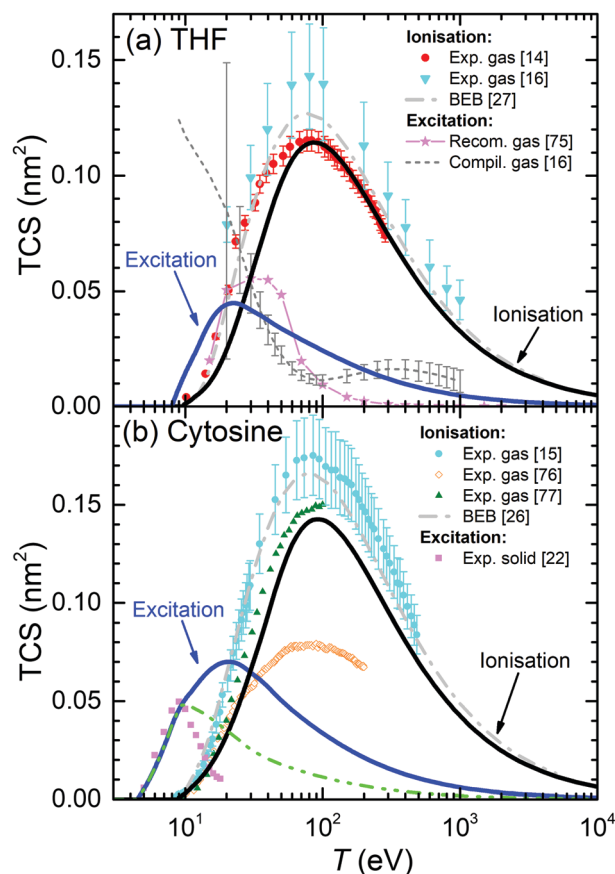 (a) THF
Ionisation:
Exp. gas [14]
Exp. gas [16]
BEB [27]
Excitation:
Recom. gas [75]
Compil. gas [16]
TCS (nm²)
0.15
0.10
0.05
0.00
Excitation
Ionisation
(b) Cytosine
Ionisation:
Exp. gas [15]
Exp. gas [76]
Exp. gas [77]
BEB [26]
Excitation:
Exp. solid [22]
TCS (nm²)
0.15
0.10
0.05
0.00
Excitation
Ionisation
10¹ 10² 10³ 10⁴
T (eV)